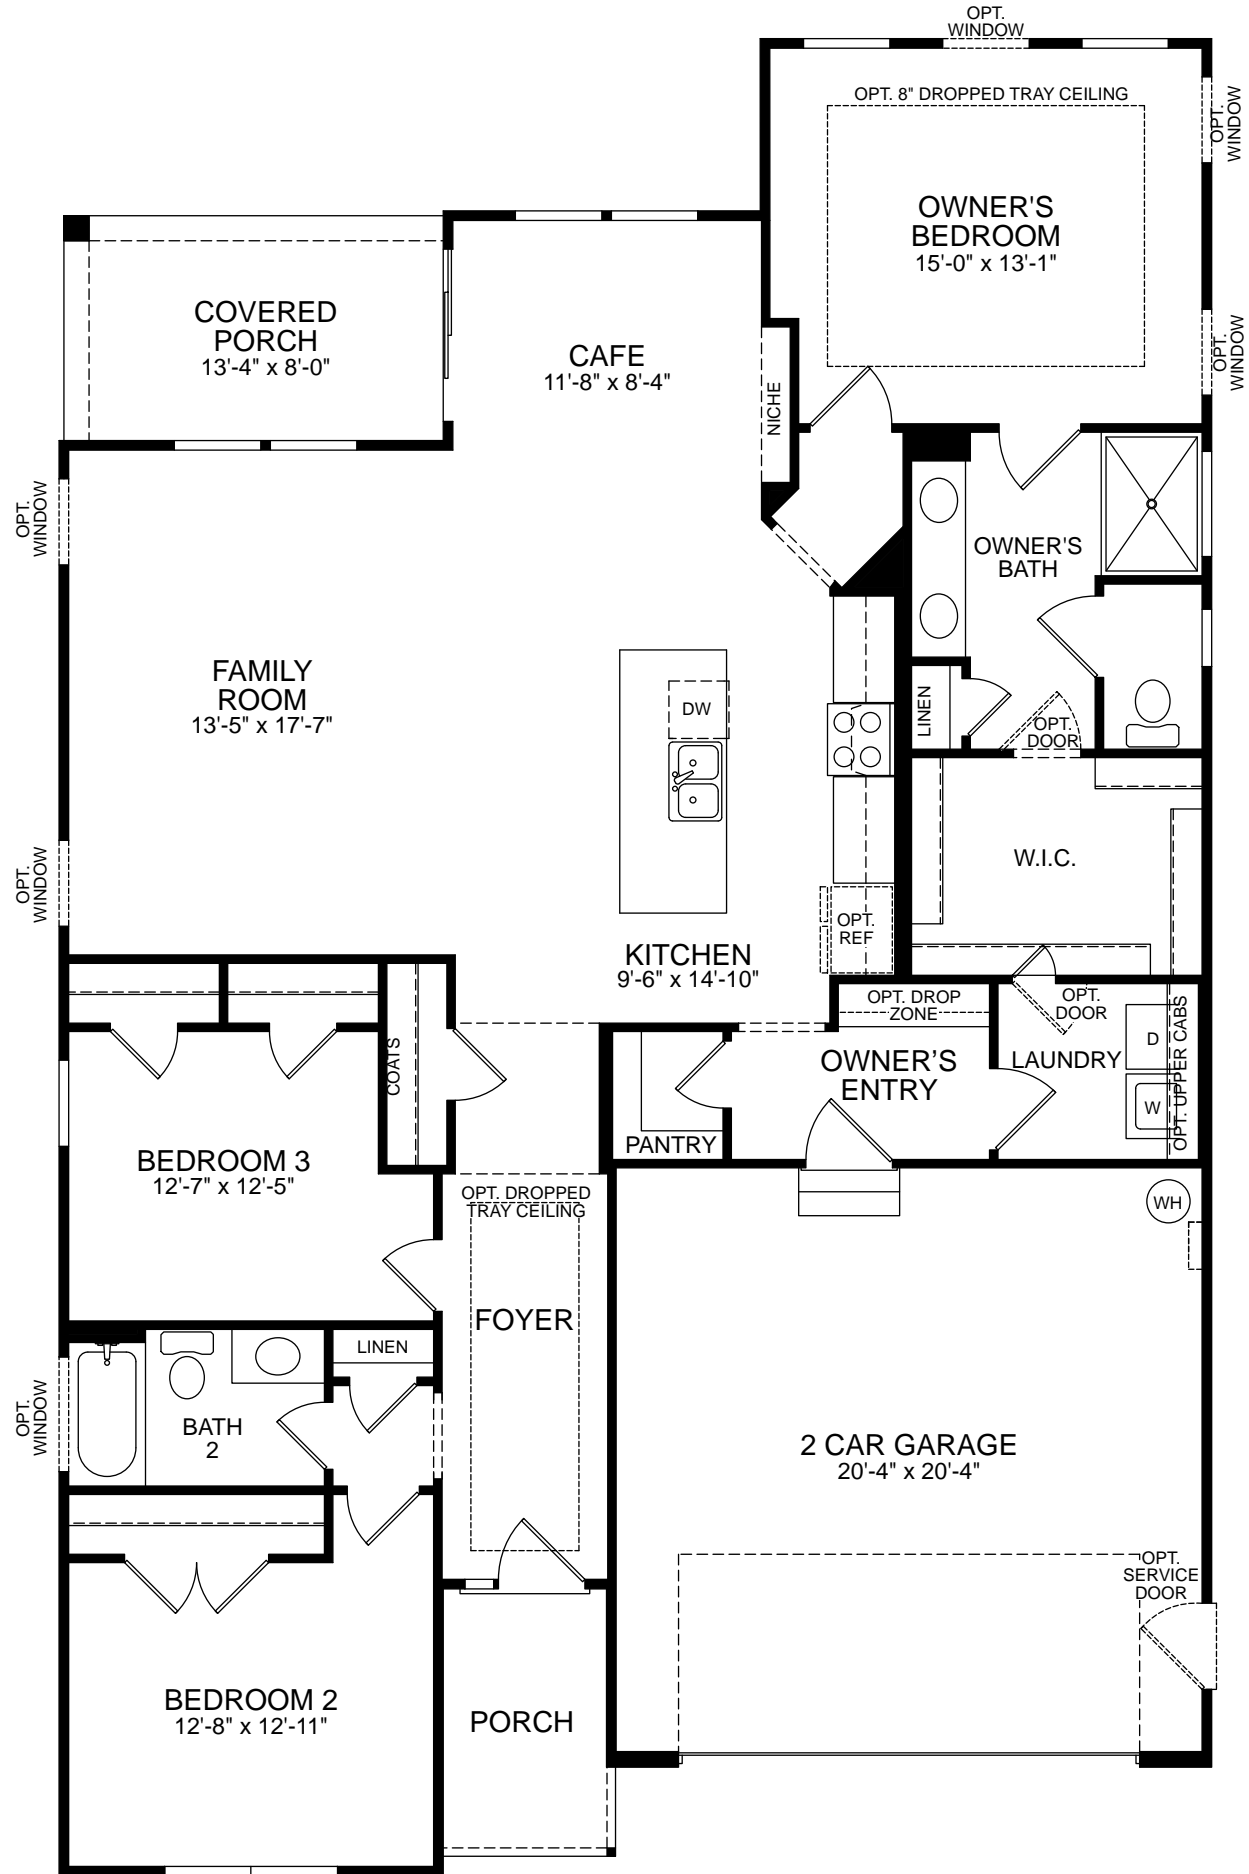 OPT.
WINDOW
OPT. 8" DROPPED TRAY CEILING
OPT.
WINDOW
OWNER'S
BEDROOM
15'-0" x 13'-1"
OPT.
WINDOW
COVERED
PORCH
13'-4" x 8'-0"
CAFE
11'-8" x 8'-4"
NICHE
OPT.
WINDOW
OWNER'S
BATH
FAMILY
ROOM
13'-5" x 17'-7"
DW
LINEN
OPT.
DOOR
OPT.
WINDOW
W.I.C.
OPT.
REF
KITCHEN
9'-6" x 14'-10"
OPT. DROP
ZONE
OPT.
DOOR
COATS
OWNER’S
ENTRY
LAUNDRY
D
W
OPT. UPPER CABS
PANTRY
BEDROOM 3
12'-7" x 12'-5"
OPT. DROPPED
TRAY CEILING
WH
FOYER
LINEN
OPT.
WINDOW
BATH
2
2 CAR GARAGE
20'-4" x 20'-4"
OPT.
SERVICE
DOOR
BEDROOM 2
12'-8" x 12'-11"
PORCH